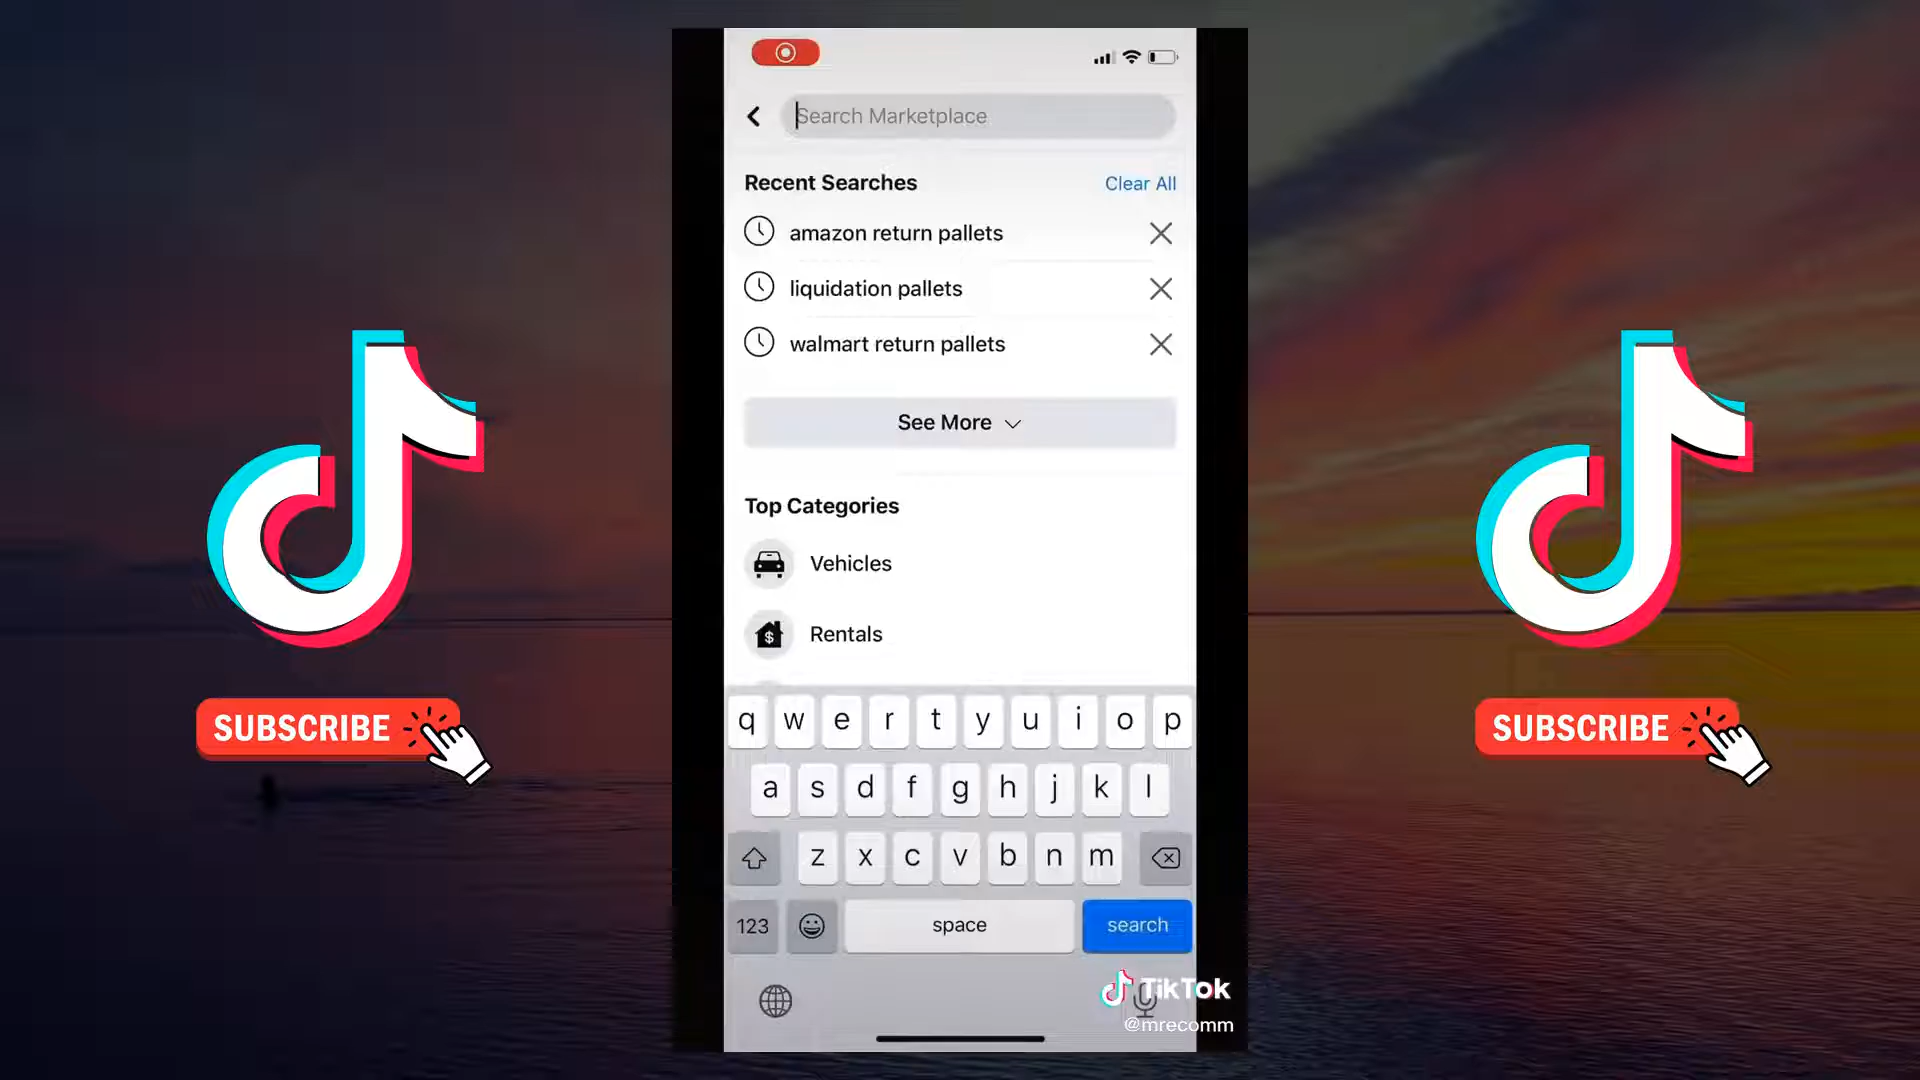 Search Marketplace
Recent Searches
Clear All
amazon return pallets
liquidation pallets
walmart return pallets
See More
Top Categories
Vehicles
Rentals
SUBSCRIBE
SUBSCRIBE
q w e r t y u i o p
a s d f g h j k l
z x c v b n m
123
space
search
TikTok
@mrecomm